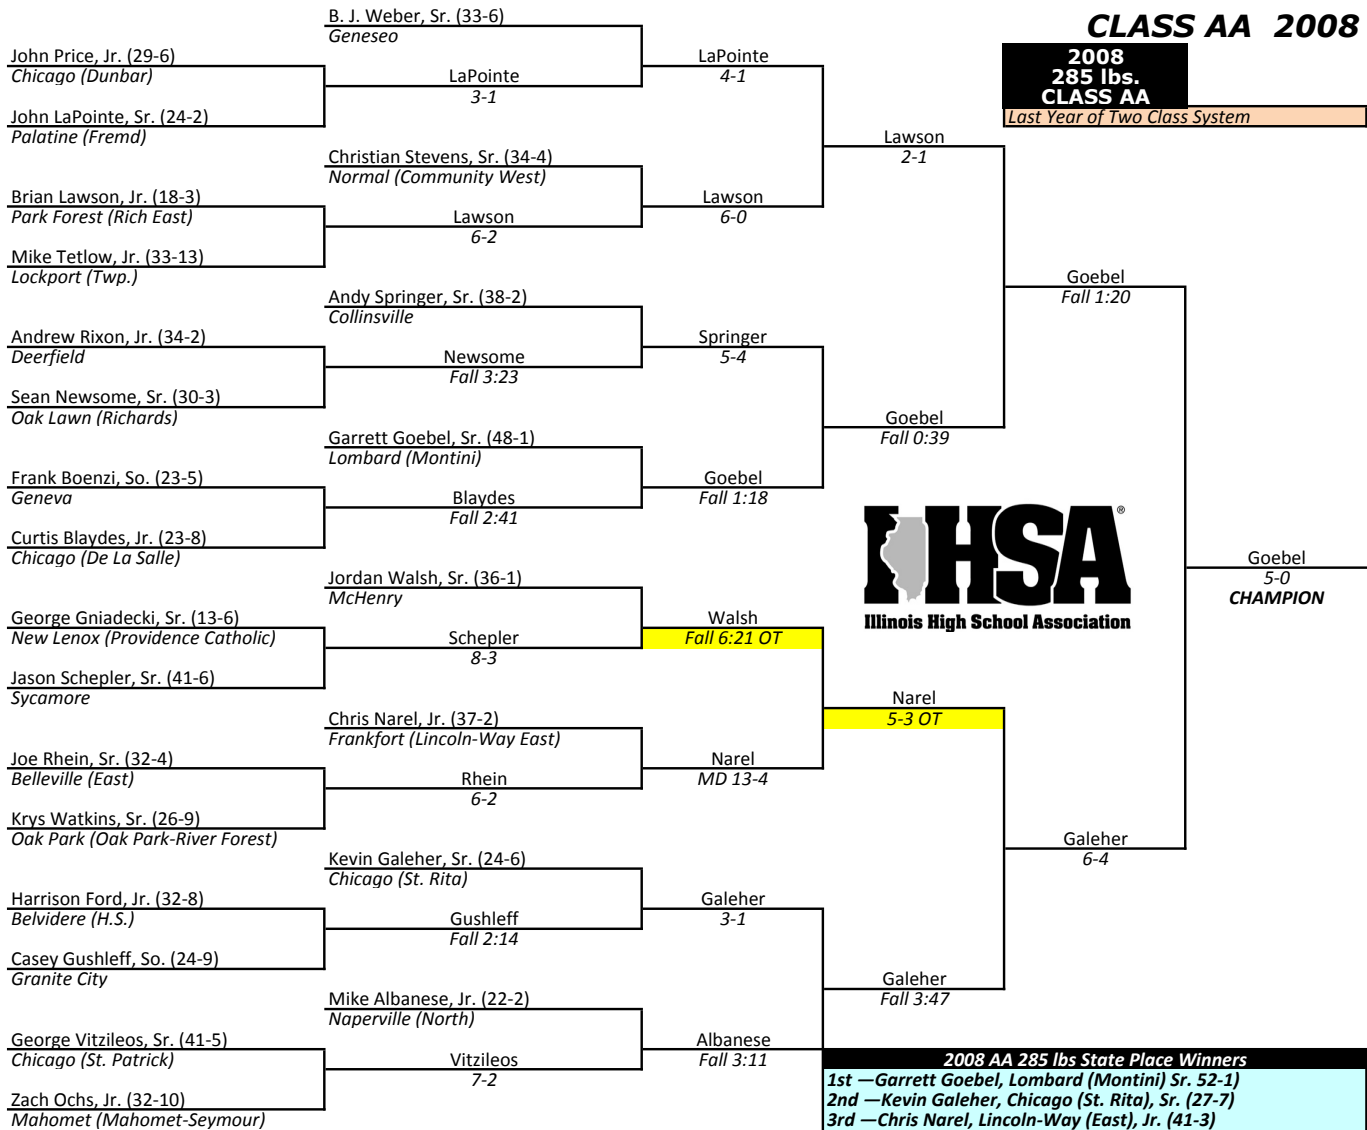 CLASS AA 2008
2008
285 lbs.
CLASS AA
Last Year of Two Class System
B. J. Weber, Sr. (33-6)
Geneseo
John Price, Jr. (29-6)
Chicago (Dunbar)
LaPointe
3-1
John LaPointe, Sr. (24-2)
Palatine (Fremd)
LaPointe
4-1
Christian Stevens, Sr. (34-4)
Normal (Community West)
Brian Lawson, Jr. (18-3)
Park Forest (Rich East)
Lawson
6-2
Mike Tetlow, Jr. (33-13)
Lockport (Twp.)
Lawson
6-0
Lawson
2-1
Andy Springer, Sr. (38-2)
Collinsville
Andrew Rixon, Jr. (34-2)
Deerfield
Newsome
Fall 3:23
Sean Newsome, Sr. (30-3)
Oak Lawn (Richards)
Springer
5-4
Garrett Goebel, Sr. (48-1)
Lombard (Montini)
Frank Boenzi, So. (23-5)
Geneva
Blaydes
Fall 2:41
Curtis Blaydes, Jr. (23-8)
Chicago (De La Salle)
Goebel
Fall 1:18
Goebel
Fall 0:39
Goebel
Fall 1:20
Jordan Walsh, Sr. (36-1)
McHenry
George Gniadecki, Sr. (13-6)
New Lenox (Providence Catholic)
Schepler
8-3
Jason Schepler, Sr. (41-6)
Sycamore
Walsh
Fall 6:21 OT
Chris Narel, Jr. (37-2)
Frankfort (Lincoln-Way East)
Joe Rhein, Sr. (32-4)
Belleville (East)
Rhein
6-2
Krys Watkins, Sr. (26-9)
Oak Park (Oak Park-River Forest)
Narel
MD 13-4
Narel
5-3 OT
Kevin Galeher, Sr. (24-6)
Chicago (St. Rita)
Harrison Ford, Jr. (32-8)
Belvidere (H.S.)
Gushleff
Fall 2:14
Casey Gushleff, So. (24-9)
Granite City
Galeher
3-1
Mike Albanese, Jr. (22-2)
Naperville (North)
George Vitzileos, Sr. (41-5)
Chicago (St. Patrick)
Vitzileos
7-2
Zach Ochs, Jr. (32-10)
Mahomet (Mahomet-Seymour)
Albanese
Fall 3:11
Galeher
Fall 3:47
Galeher
6-4
Goebel
5-0
CHAMPION
IHSA®
Illinois High School Association
2008 AA 285 lbs State Place Winners
1st —Garrett Goebel, Lombard (Montini) Sr. 52-1)
2nd —Kevin Galeher, Chicago (St. Rita), Sr. (27-7)
3rd —Chris Narel, Lincoln-Way (East), Jr. (41-3)